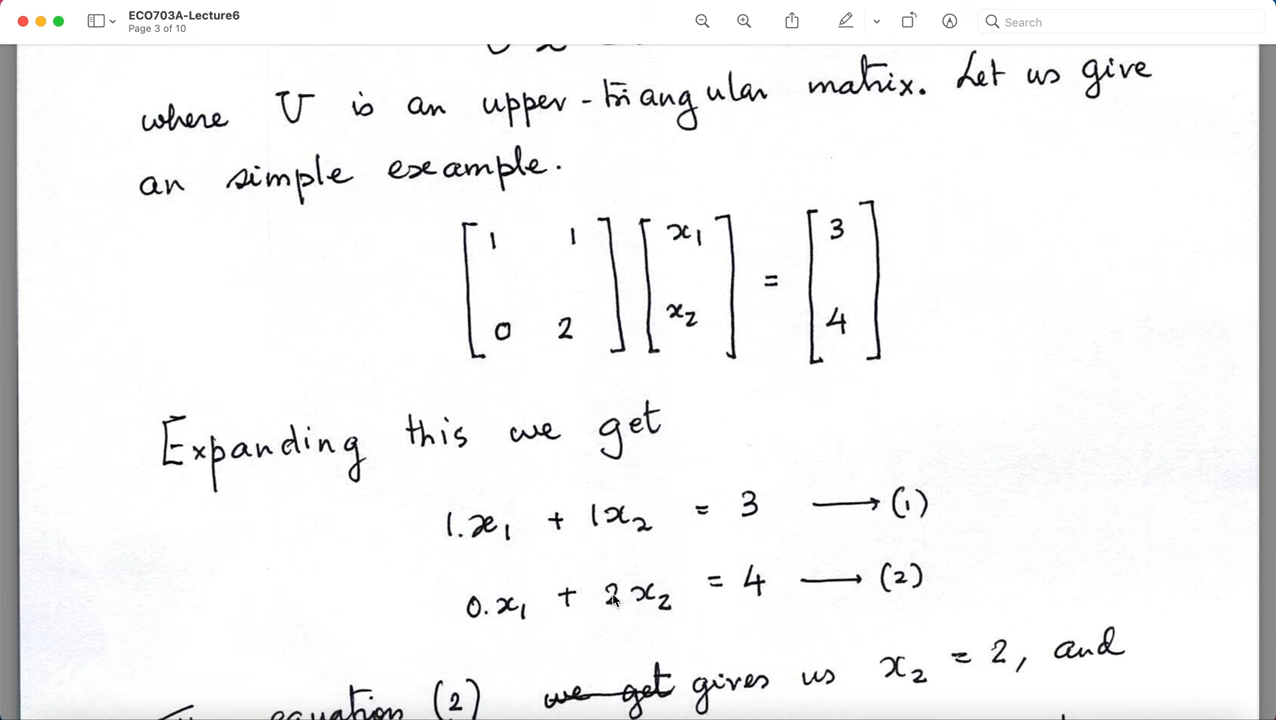 ECO703A-Lecture6
Page 3 of 10
Search
where U is an upper-triangular matrix. Let us give
an simple example.
[1 1; 0 2] [x₁; x₂] = [3; 4]
Expanding this we get
1.x₁ + 1x₂ = 3 ⟶ (1)
0.x₁ + 2x₂ = 4 ⟶ (2)
equation (2) we get gives us x₂ = 2, and